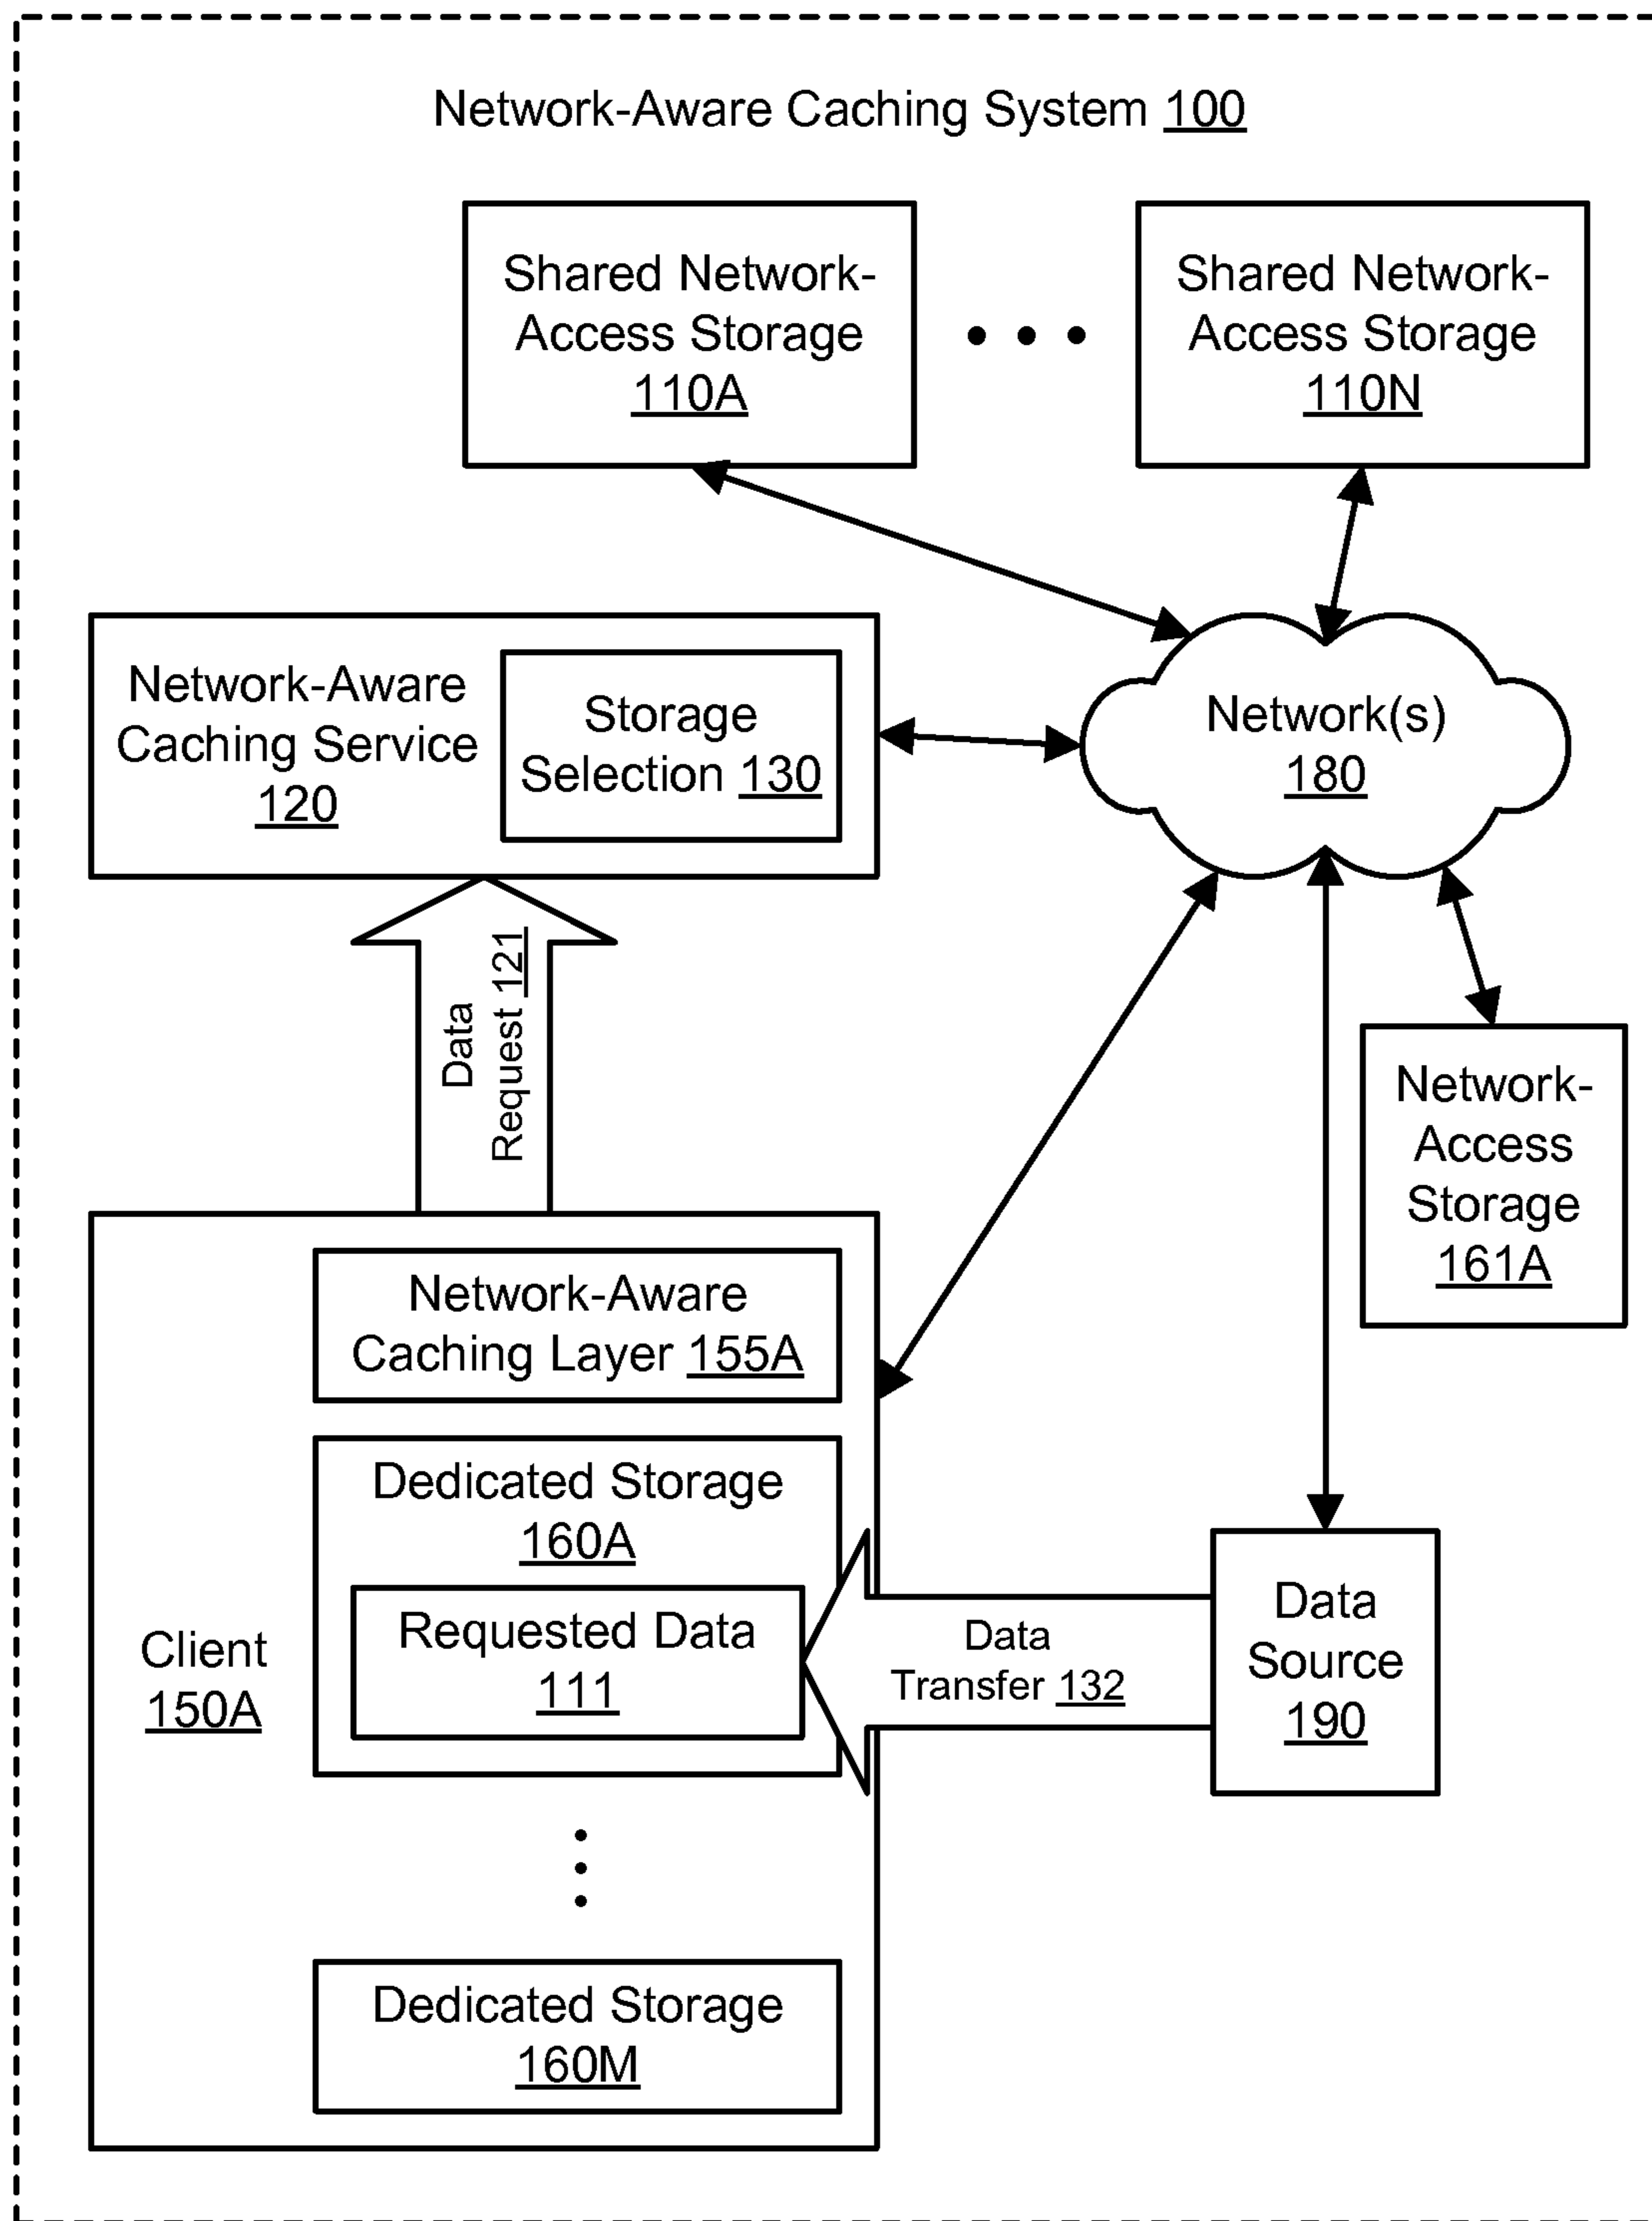 Network-Aware Caching System 100
Shared Network-
Access Storage
110A
Shared Network-
Access Storage
110N
Network-Aware
Caching Service
120
Storage
Selection 130
Network(s)
180
Data
Request 121
Network-
Access
Storage
161A
Network-Aware
Caching Layer 155A
Dedicated Storage
160A
Requested Data
111
Client
150A
Data
Transfer 132
Data
Source
190
Dedicated Storage
160M